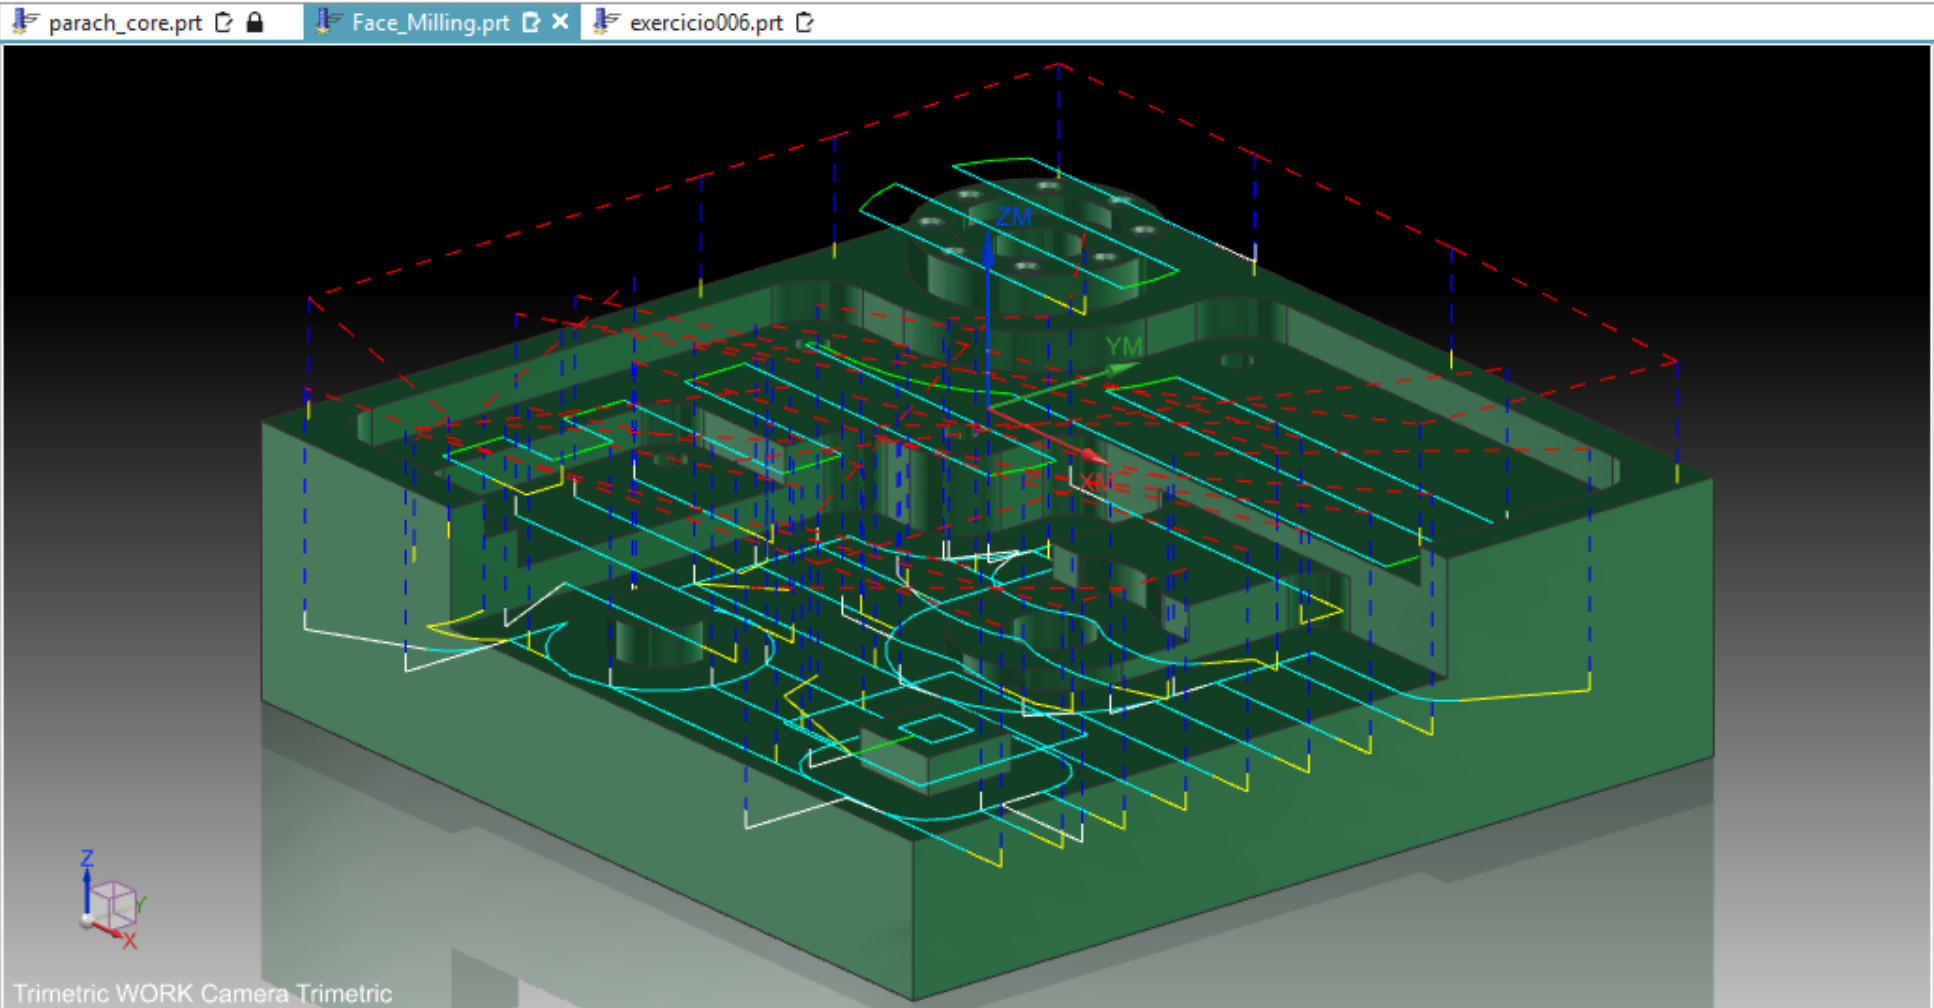 parach_core.prt Face_Milling.prt exercicio006.prt
ZM
YM
XM
Z
Y
X
Trimetric WORK Camera Trimetric